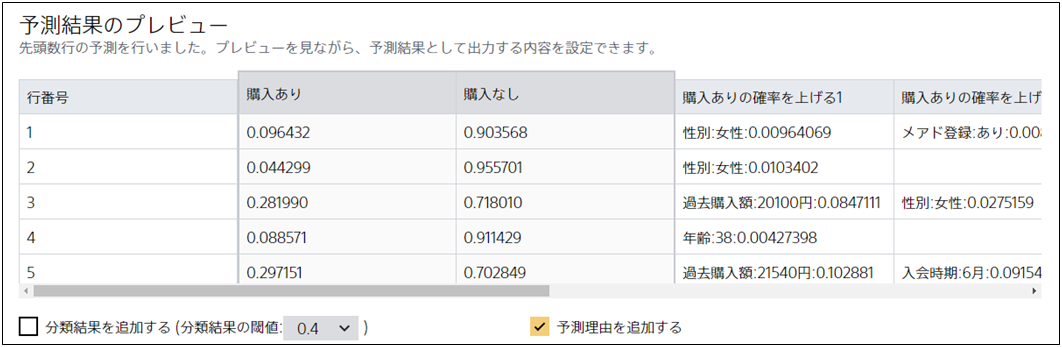 予測結果のプレビュー
先頭数行の予測を行いました。プレビューを見ながら、予測結果として出力する内容を設定できます。
行番号 購入あり 購入なし 購入ありの確率を上げる1 購入ありの確率を上げ
1 0.096432 0.903568 性別:女性:0.00964069 メアド登録:あり:0.00
2 0.044299 0.955701 性別:女性:0.0103402
3 0.281990 0.718010 過去購入額:20100円:0.0847111 性別:女性:0.0275159
4 0.088571 0.911429 年齢:38:0.00427398
5 0.297151 0.702849 過去購入額:21540円:0.102881 入会時期:6月:0.09154
分類結果を追加する (分類結果の閾値: 0.4 ) 予測理由を追加する